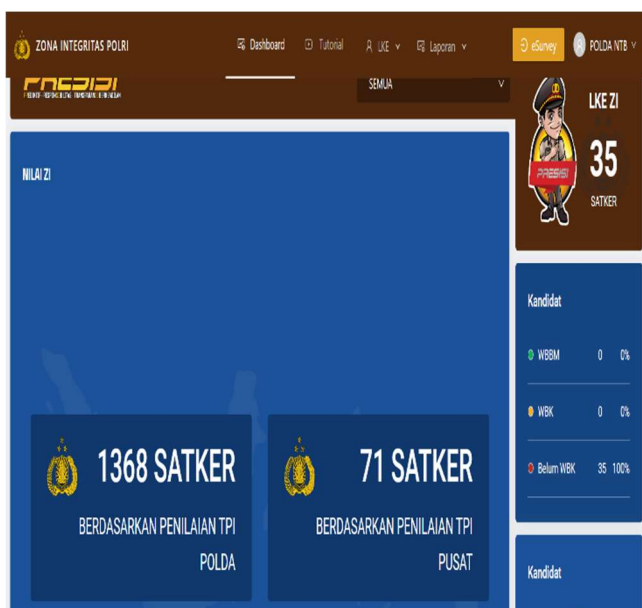 ZONA INTEGRITAS POLRI
Dashboard
Tutorial
LKE
Laporan
eSurvey
POLDA NTB
PRESISI
SEMUA
PRESISI
LKE ZI
35
SATKER
NILAI ZI
1368 SATKER
BERDASARKAN PENILAIAN TPI
POLDA
71 SATKER
BERDASARKAN PENILAIAN TPI
PUSAT
Kandidat
WBBM 0 0%
WBK 0 0%
Belum WBK 35 100%
Kandidat